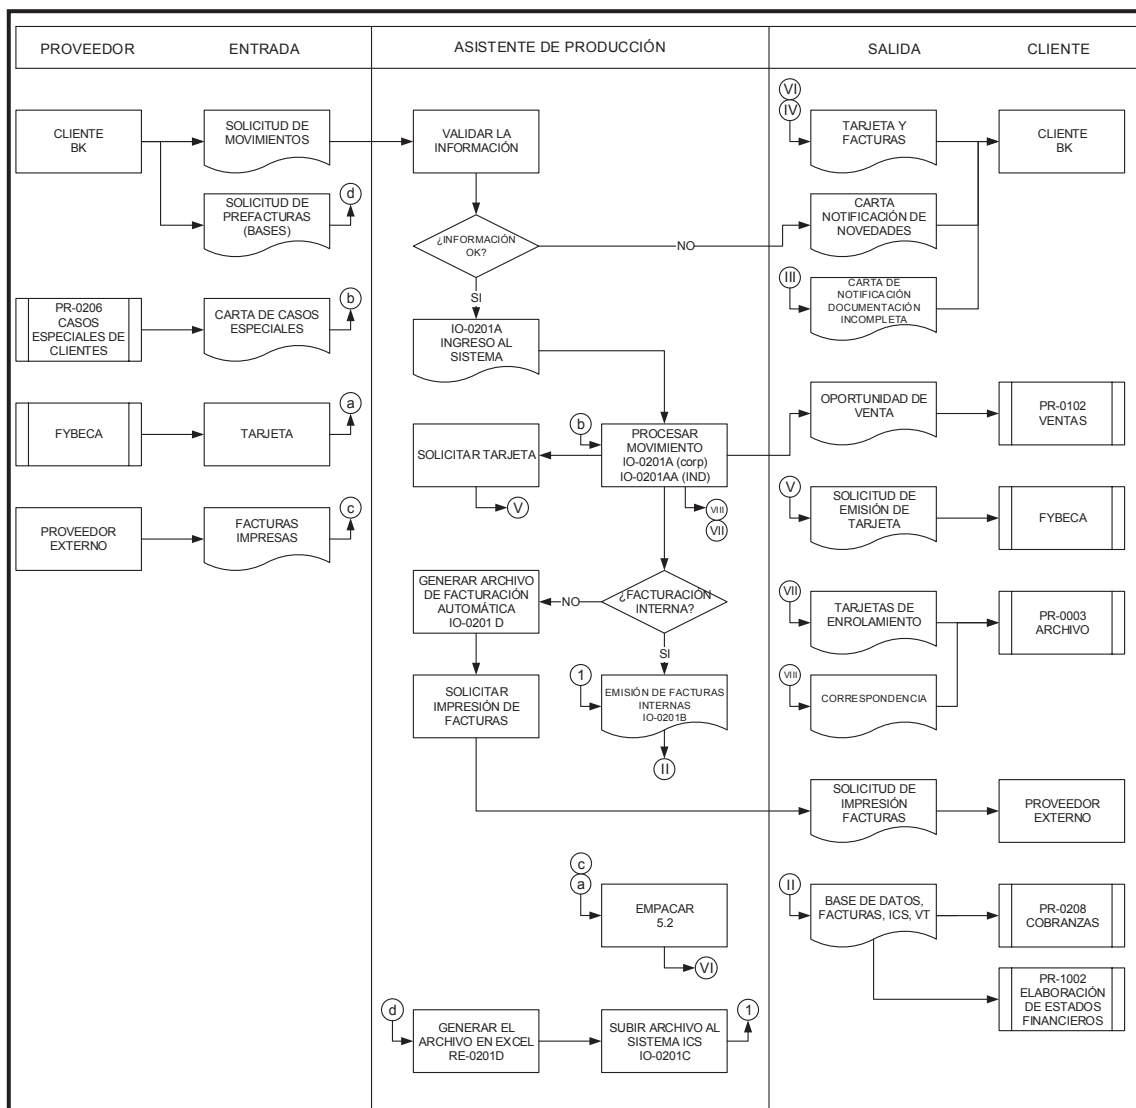 PROVEEDOR
ENTRADA
ASISTENTE DE PRODUCCIÓN
SALIDA
CLIENTE
CLIENTE
BK
SOLICITUD DE
MOVIMIENTOS
SOLICITUD DE
PREFACTURAS
(BASES)
d
PR-0206
CASOS
ESPECIALES DE
CLIENTES
CARTA DE CASOS
ESPECIALES
b
FYBECA
TARJETA
a
PROVEEDOR
EXTERNO
FACTURAS
IMPRESAS
c
VALIDAR LA
INFORMACIÓN
¿INFORMACIÓN
OK?
NO
SI
IO-0201A
INGRESO AL
SISTEMA
b
PROCESAR
MOVIMIENTO
IO-0201A (corp)
IO-0201AA (IND)
SOLICITAR TARJETA
V
VIII
VII
¿FACTURACIÓN
INTERNA?
NO
SI
GENERAR ARCHIVO
DE FACTURACIÓN
AUTOMÁTICA
IO-0201 D
SOLICITAR
IMPRESIÓN DE
FACTURAS
1
EMISIÓN DE FACTURAS
INTERNAS
IO-0201B
II
c
a
EMPACAR
5.2
VI
d
GENERAR EL
ARCHIVO EN EXCEL
RE-0201D
SUBIR ARCHIVO AL
SISTEMA ICS
IO-0201C
1
VI
IV
TARJETA Y
FACTURAS
CLIENTE
BK
CARTA
NOTIFICACIÓN DE
NOVEDADES
III
CARTA DE
NOTIFICACIÓN
DOCUMENTACIÓN
INCOMPLETA
OPORTUNIDAD DE
VENTA
PR-0102
VENTAS
V
SOLICITUD DE
EMISIÓN DE
TARJETA
FYBECA
VII
TARJETAS DE
ENROLAMIENTO
PR-0003
ARCHIVO
VIII
CORRESPONDENCIA
SOLICITUD DE
IMPRESIÓN
FACTURAS
PROVEEDOR
EXTERNO
II
BASE DE DATOS,
FACTURAS, ICS, VT
PR-0208
COBRANZAS
PR-1002
ELABORACIÓN
DE ESTADOS
FINANCIEROS